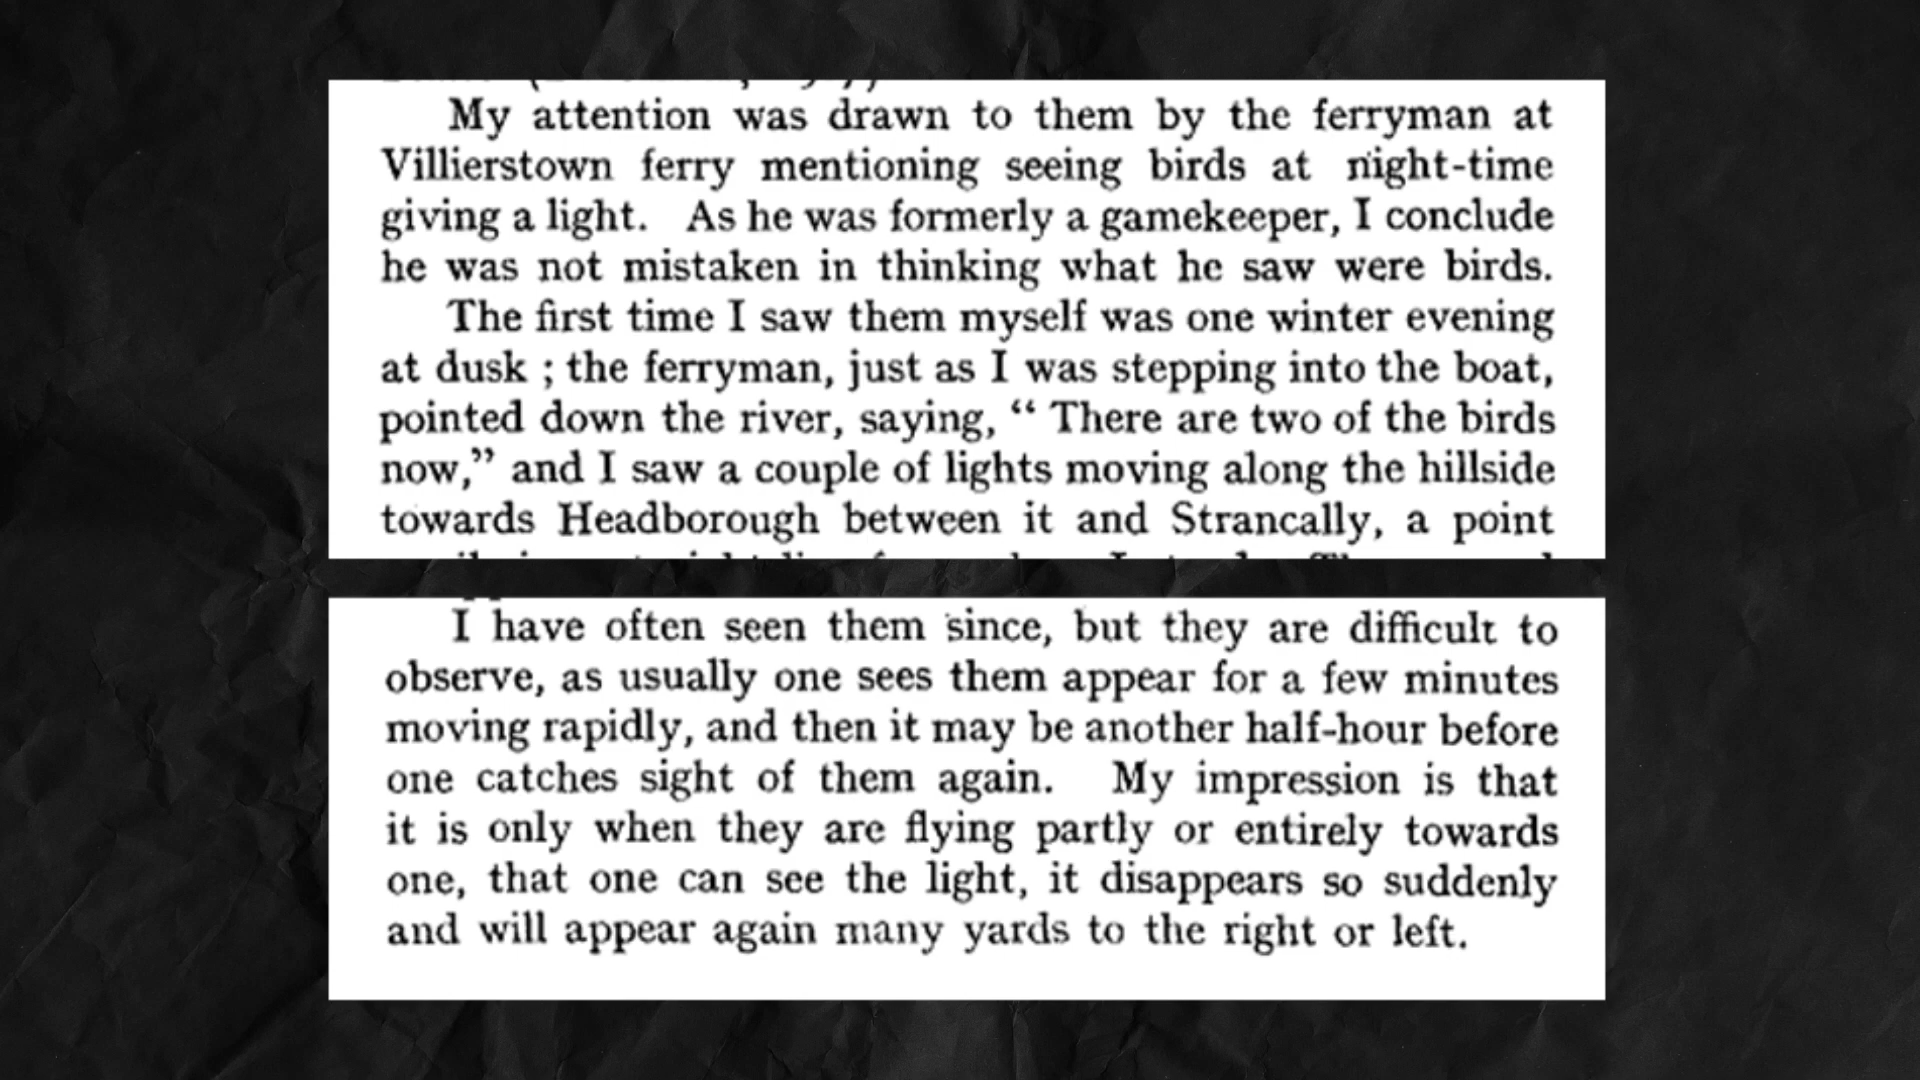 My attention was drawn to them by the ferryman at
Villierstown ferry mentioning seeing birds at night-time
giving a light. As he was formerly a gamekeeper, I conclude
he was not mistaken in thinking what he saw were birds.
The first time I saw them myself was one winter evening
at dusk ; the ferryman, just as I was stepping into the boat,
pointed down the river, saying, “ There are two of the birds
now,” and I saw a couple of lights moving along the hillside
towards Headborough between it and Strancally, a point
I have often seen them since, but they are difficult to
observe, as usually one sees them appear for a few minutes
moving rapidly, and then it may be another half-hour before
one catches sight of them again. My impression is that
it is only when they are flying partly or entirely towards
one, that one can see the light, it disappears so suddenly
and will appear again many yards to the right or left.